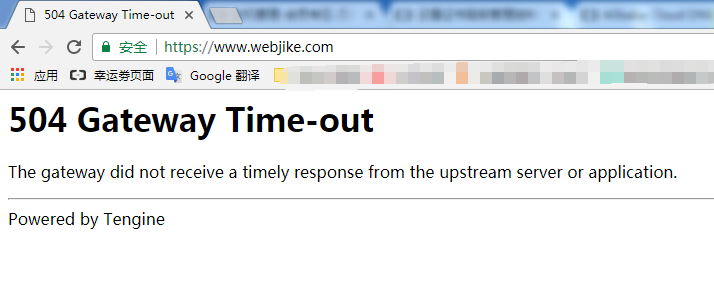 504 Gateway Time-out
安全 https://www.webjike.com
应用 幸运券页面 Google 翻译
504 Gateway Time-out
The gateway did not receive a timely response from the upstream server or application.
Powered by Tengine